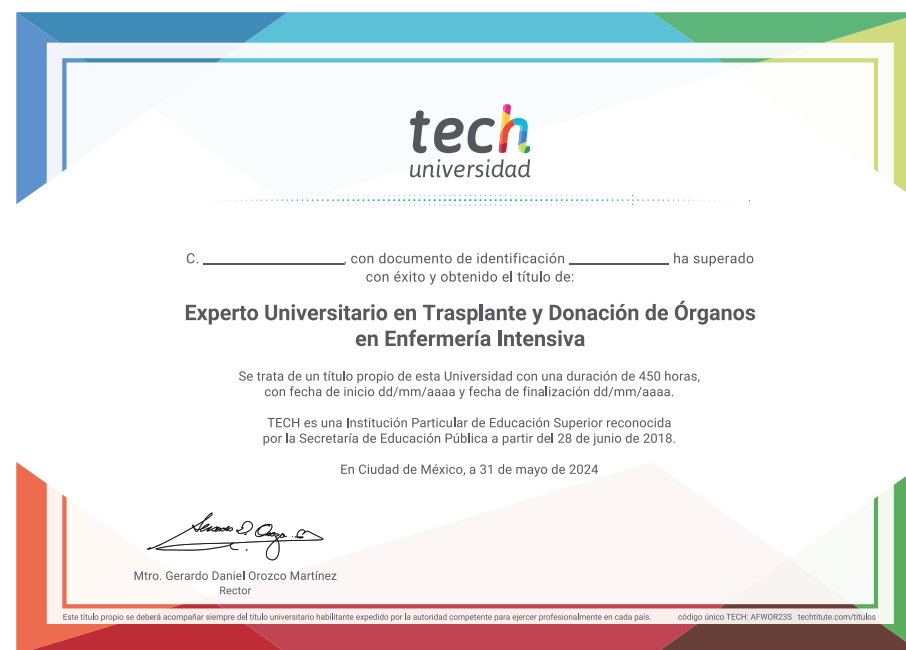 tech
universidad
C. ____________, con documento de identificación ____________ ha superado
con éxito y obtenido el título de:
Experto Universitario en Trasplante y Donación de Órganos
en Enfermería Intensiva
Se trata de un título propio de esta Universidad con una duración de 450 horas,
con fecha de inicio dd/mm/aaaa y fecha de finalización dd/mm/aaaa.
TECH es una Institución Particular de Educación Superior reconocida
por la Secretaría de Educación Pública a partir del 28 de junio de 2018.
En Ciudad de México, a 31 de mayo de 2024
Mtro. Gerardo Daniel Orozco Martínez
Rector
Este título propio se deberá acompañar siempre del título universitario habilitante expedido por la autoridad competente para ejercer profesionalmente en cada país. código único TECH: AFWOR23S techtitute.com/titulos